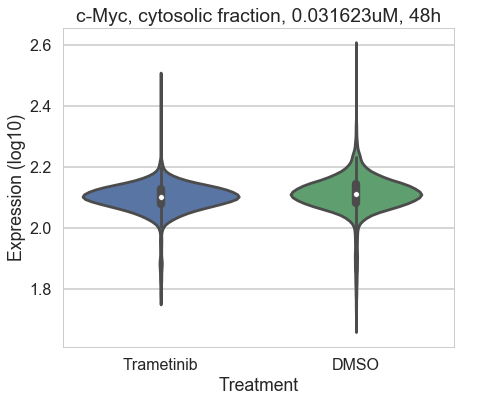 c-Myc, cytosolic fraction, 0.031623uM, 48h
2.6
2.4
2.2
2.0
1.8
Expression (log10)
Trametinib
DMSO
Treatment